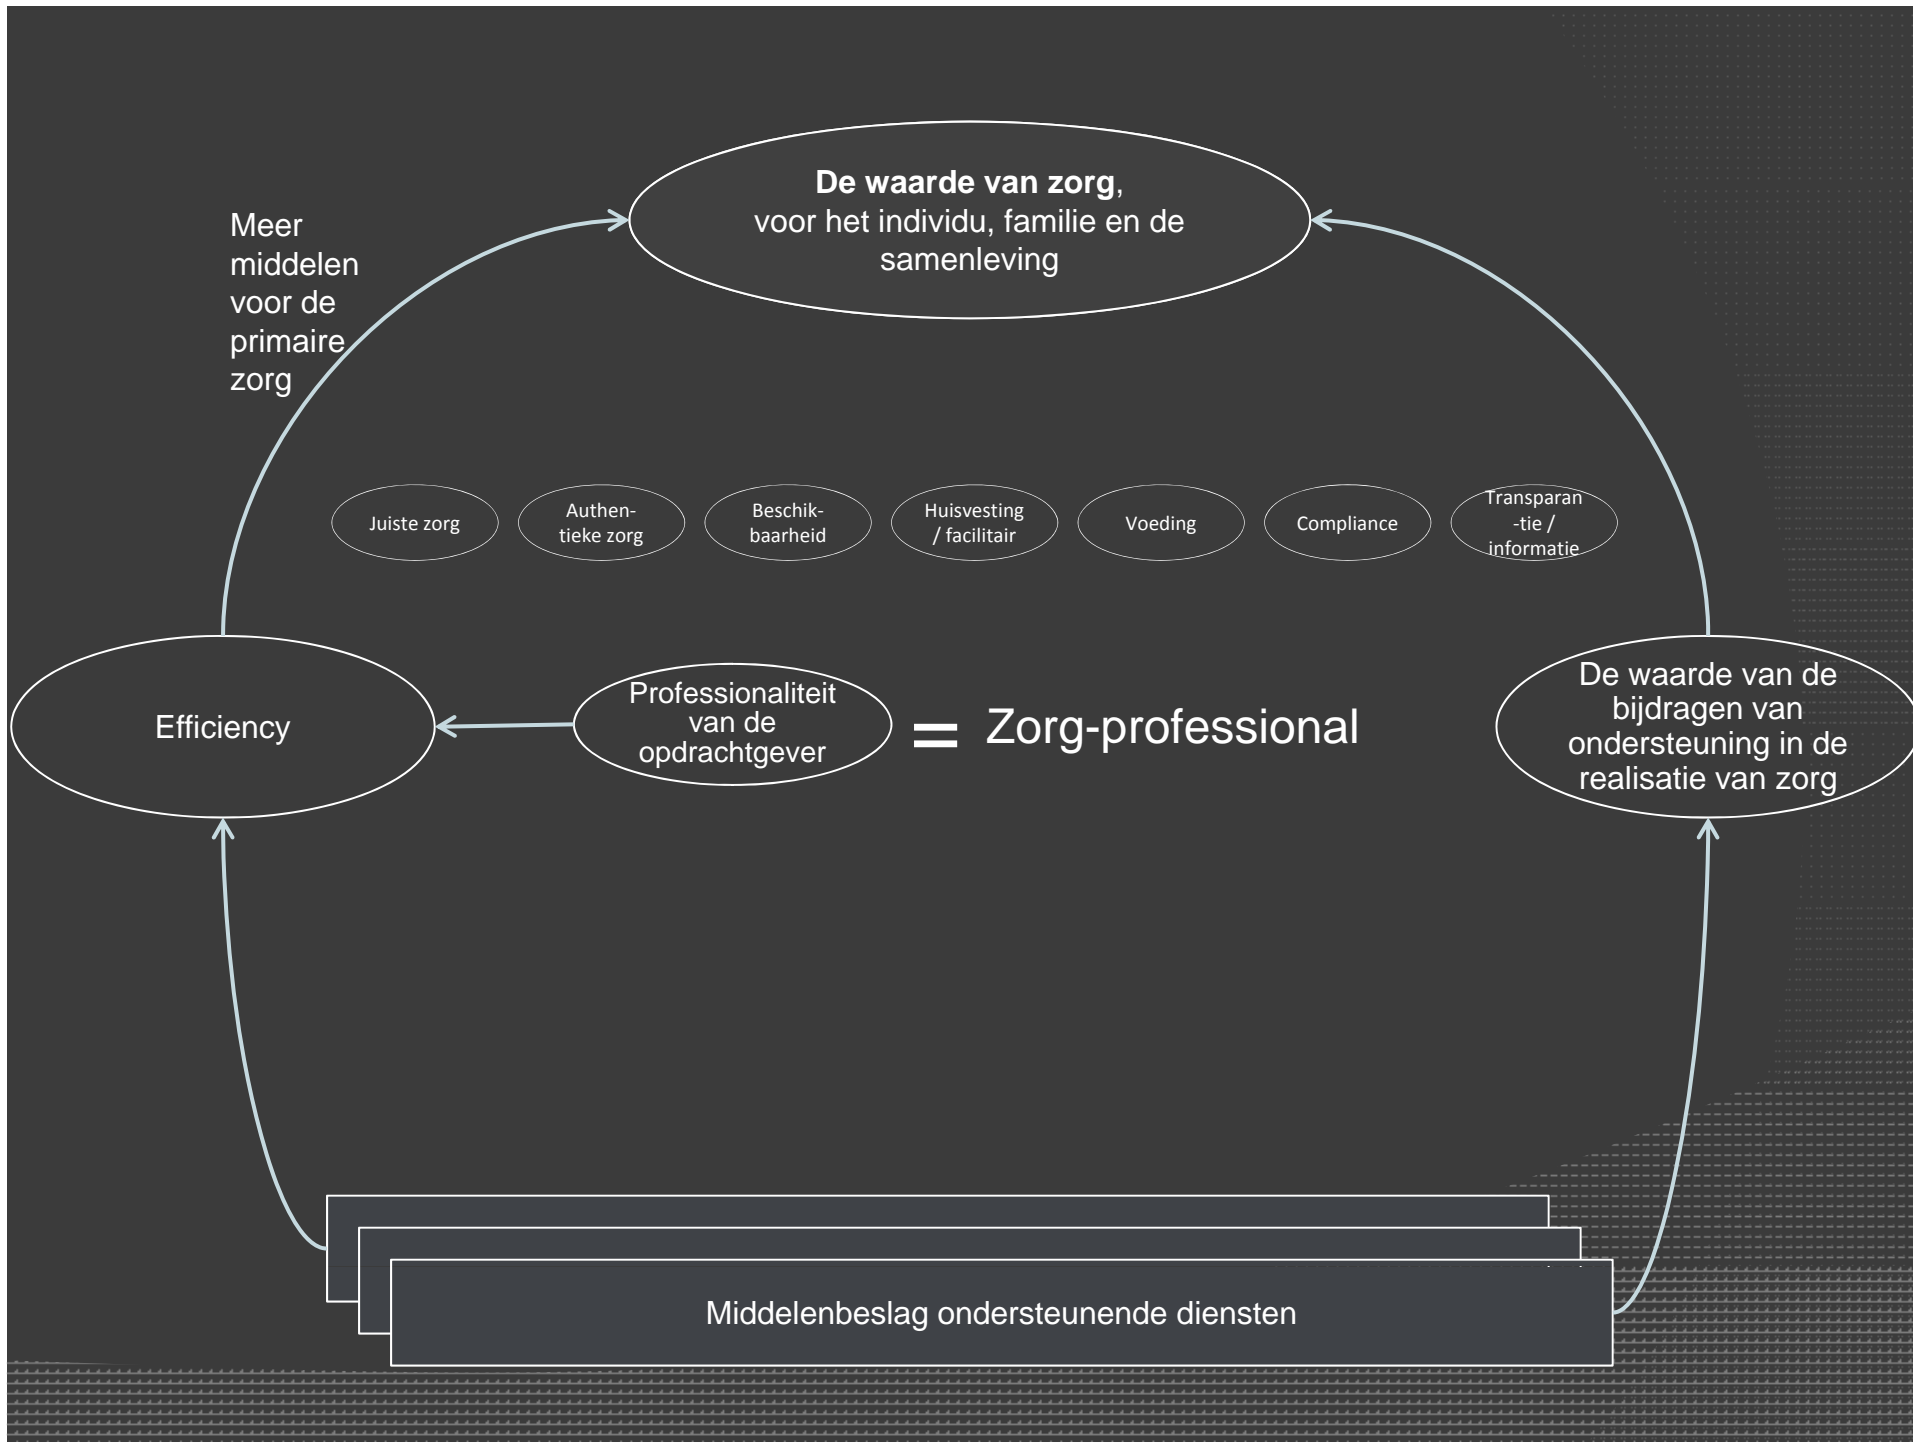 De waarde van zorg,
voor het individu, familie en de
samenleving
Meer
middelen
voor de
primaire
zorg
Juiste zorg
Authen-
tieke zorg
Beschik-
baarheid
Huisvesting
/ facilitair
Voeding
Compliance
Transparan
-tie /
informatie
Efficiency
Professionaliteit
van de
opdrachtgever
= Zorg-professional
De waarde van de
bijdragen van
ondersteuning in de
realisatie van zorg
Middelenbeslag ondersteunende diensten